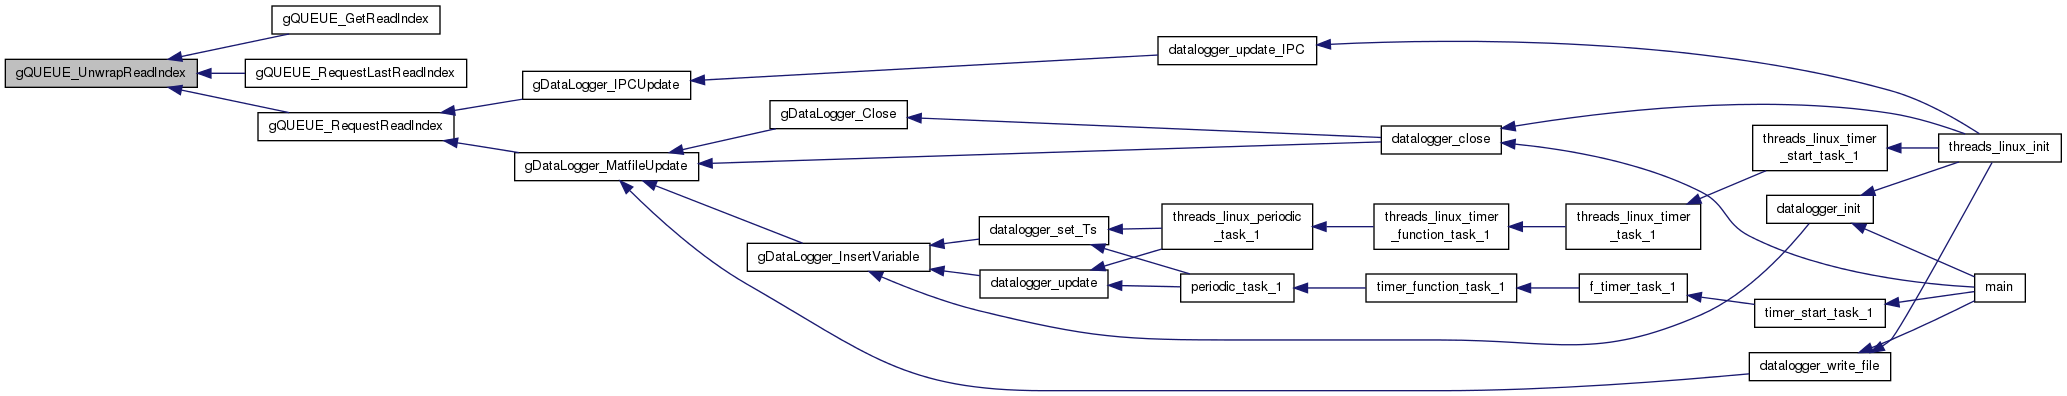 gQUEUE_UnwrapReadIndex
gQUEUE_GetReadIndex
gQUEUE_RequestLastReadIndex
gQUEUE_RequestReadIndex
gDataLogger_IPCUpdate
gDataLogger_MatfileUpdate
gDataLogger_Close
gDataLogger_InsertVariable
datalogger_set_Ts
datalogger_update
datalogger_update_IPC
threads_linux_periodic
_task_1
periodic_task_1
datalogger_close
threads_linux_timer
_function_task_1
timer_function_task_1
threads_linux_timer
_task_1
f_timer_task_1
threads_linux_timer
_start_task_1
datalogger_init
timer_start_task_1
datalogger_write_file
threads_linux_init
main